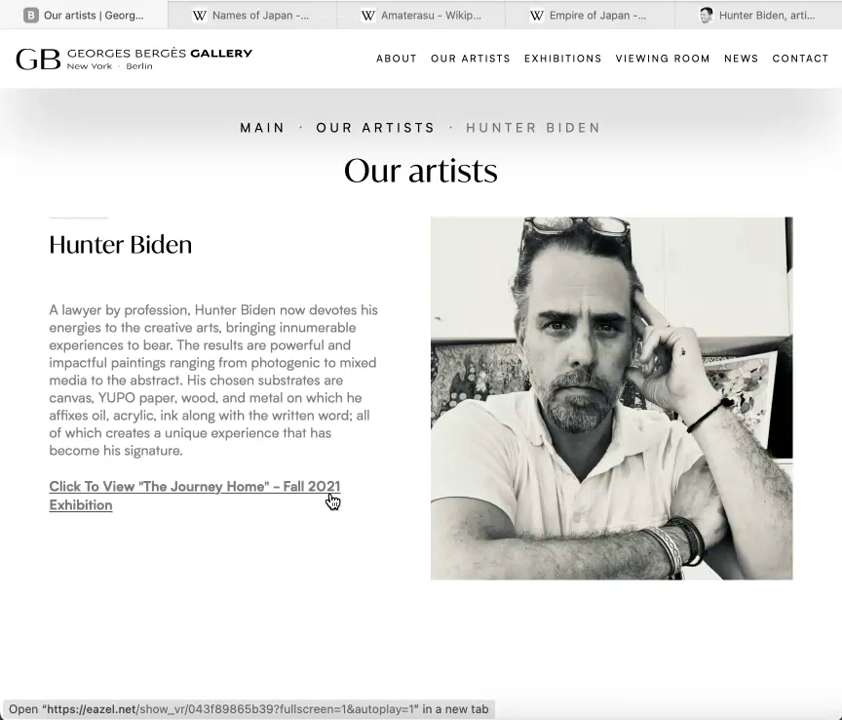 Our artists | Georg...
Names of Japan -...
Amaterasu - Wikip...
Empire of Japan -...
Hunter Biden, arti...
GB GEORGES BERGÈS GALLERY
New York · Berlin
ABOUT OUR ARTISTS EXHIBITIONS VIEWING ROOM NEWS CONTACT
MAIN · OUR ARTISTS · HUNTER BIDEN
Our artists
Hunter Biden
A lawyer by profession, Hunter Biden now devotes his
energies to the creative arts, bringing innumerable
experiences to bear. The results are powerful and
impactful paintings ranging from photogenic to mixed
media to the abstract. His chosen substrates are
canvas, YUPO paper, wood, and metal on which he
affixes oil, acrylic, ink along with the written word; all
of which creates a unique experience that has
become his signature.
Click To View "The Journey Home" - Fall 2021
Exhibition
Open “https://eazel.net/show_vr/043f89865b39?fullscreen=1&autoplay=1” in a new tab